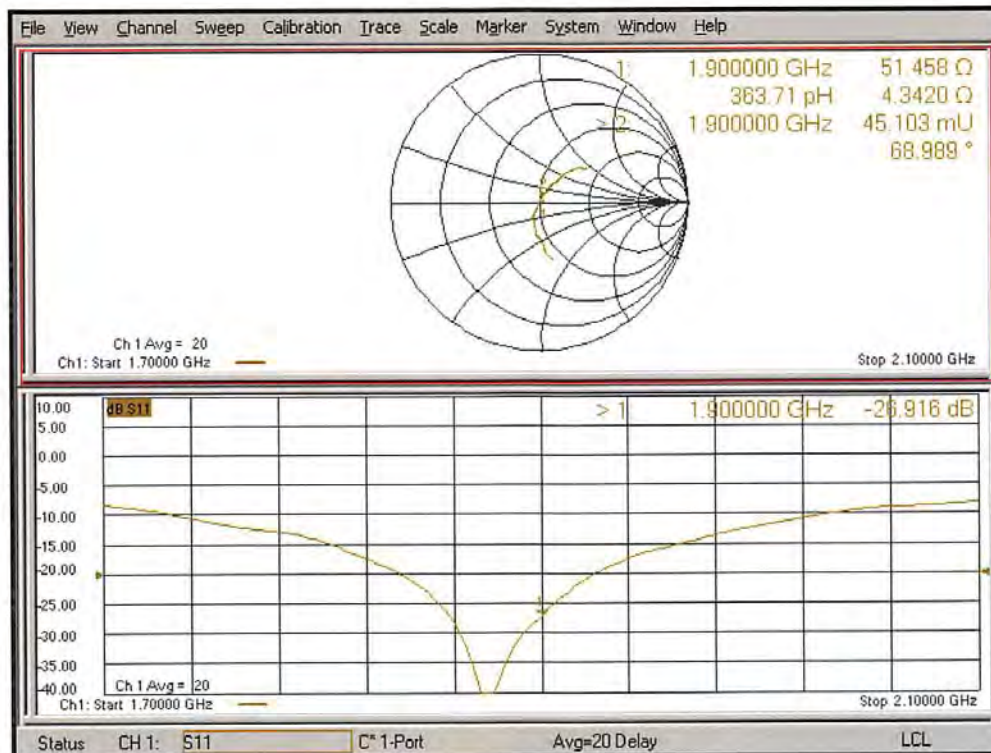 File View Channel Sweep Calibration Trace Scale Marker System Window Help
1: 1.900000 GHz 51.458 Ω
363.71 pH 4.3420 Ω
> 2: 1.900000 GHz 45.103 mU
68.989 °
Ch 1 Avg = 20
Ch1: Start 1.70000 GHz
Stop 2.10000 GHz
10.00
dB S11
> 1 1.900000 GHz -26.916 dB
5.00
0.00
-5.00
-10.00
-15.00
-20.00
-25.00
1
-30.00
-35.00
-40.00
Ch 1 Avg = 20
Ch1: Start 1.70000 GHz
Stop 2.10000 GHz
Status CH 1: S11 C* 1-Port Avg=20 Delay LCL